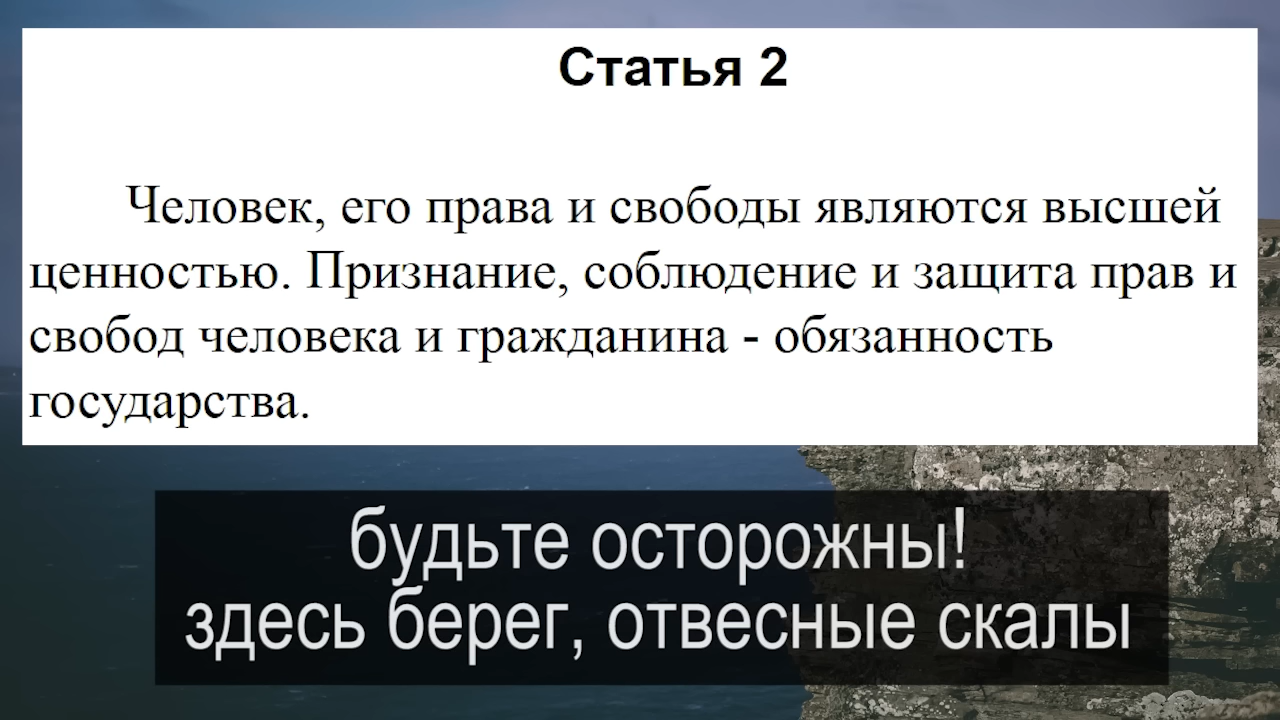 Статья 2
Человек, его права и свободы являются высшей
ценностью. Признание, соблюдение и защита прав и
свобод человека и гражданина - обязанность
государства.
будьте осторожны!
здесь берег, отвесные скалы